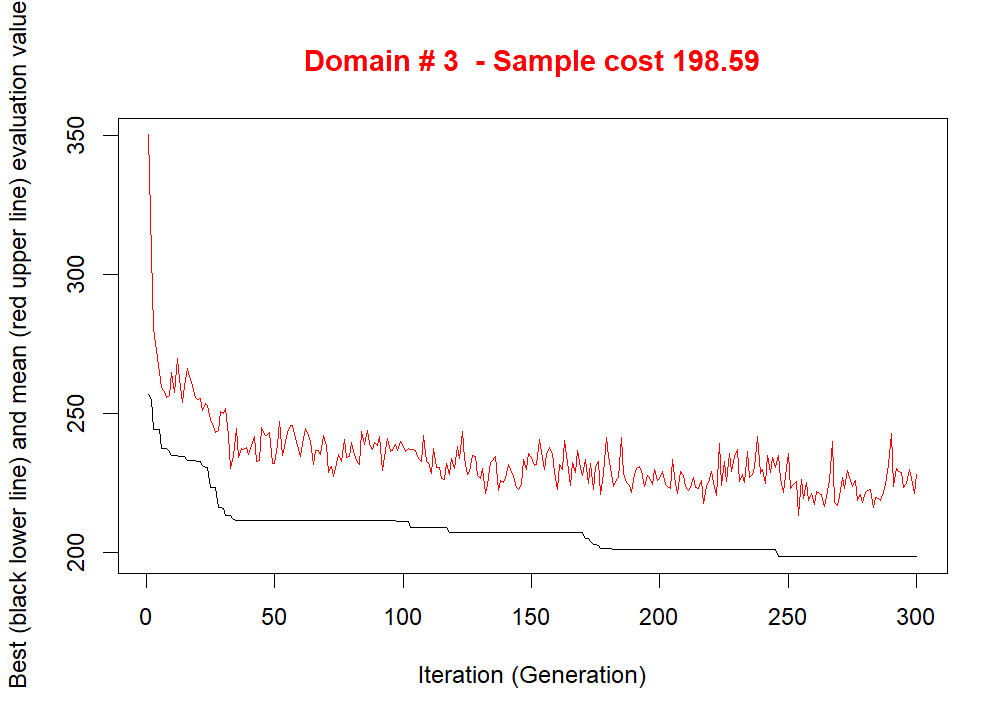 Domain # 3  - Sample cost 198.59
Best (black lower line) and mean (red upper line) evaluation value
350
300
250
200
0 50 100 150 200 250 300
Iteration (Generation)